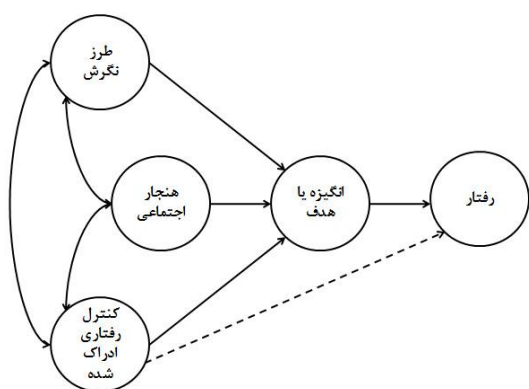 طرز
نگرش
هنجار
اجتماعی
انگیزه یا
هدف
رفتار
کنترل
رفتاری
ادراک
شده